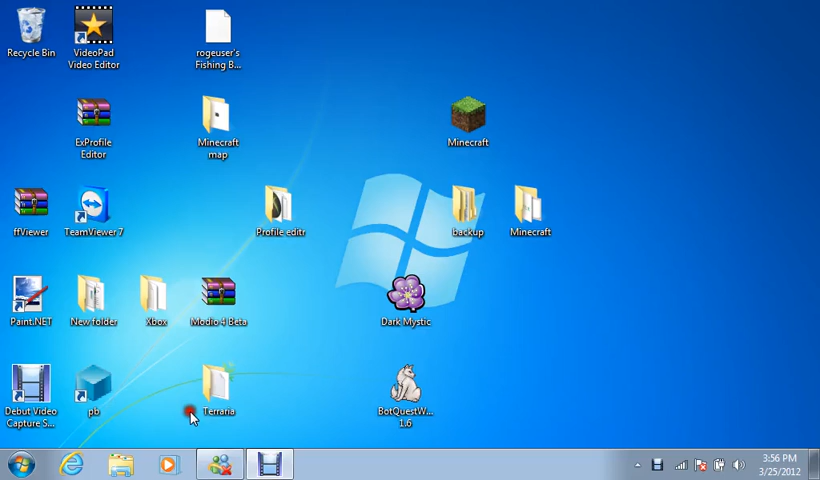 Recycle Bin
VideoPad
Video Editor
rogeuser's
Fishing B...
ExProfile
Editor
Minecraft
map
Minecraft
ffViewer
TeamViewer 7
Profile editr
backup
Minecraft
Paint.NET
New folder
Xbox
Modio 4 Beta
Dark Mystic
Debut Video
Capture S...
pb
Terraria
BotQuestW...
1.6
3:56 PM
3/25/2012